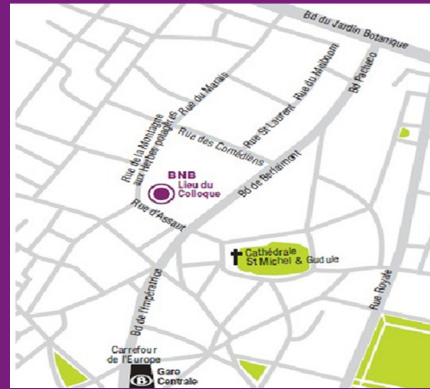 Bd du Jardin Botanique
Bd Pacheco
Rue du Marais
Rue St Laurent - Rue du Meiboom
Rue de la Montagne
aux Herbes potagères
Rue des Comédiens
BNB
Lieu du
Colloque
Bd de Berlaimont
Rue d'Assaut
Cathédrale
St Michel & Gudule
Rue Royale
Bd de l'Impératrice
Carrefour
de l'Europe
B
Gare
Centrale